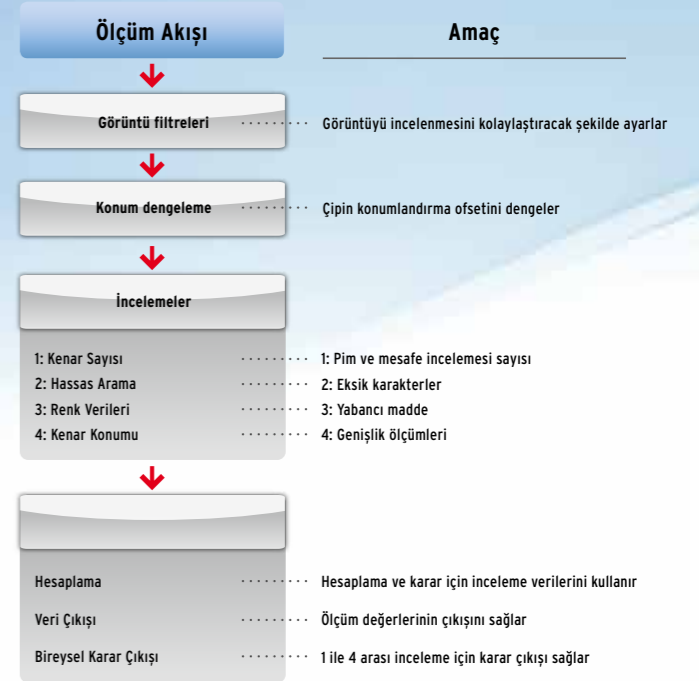 Ölçüm Akışı Amaç
Görüntü filtreleri ········· Görüntüyü incelenmesini kolaylaştıracak şekilde ayarlar
Konum dengeleme ········· Çipin konumlandırma ofsetini dengeler
İncelemeler
1: Kenar Sayısı ········· 1: Pim ve mesafe incelemesi sayısı
2: Hassas Arama ········· 2: Eksik karakterler
3: Renk Verileri ········· 3: Yabancı madde
4: Kenar Konumu ········· 4: Genişlik ölçümleri
Hesaplama ········· Hesaplama ve karar için inceleme verilerini kullanır
Veri Çıkışı ········· Ölçüm değerlerinin çıkışını sağlar
Bireysel Karar Çıkışı ········· 1 ile 4 arası inceleme için karar çıkışı sağlar